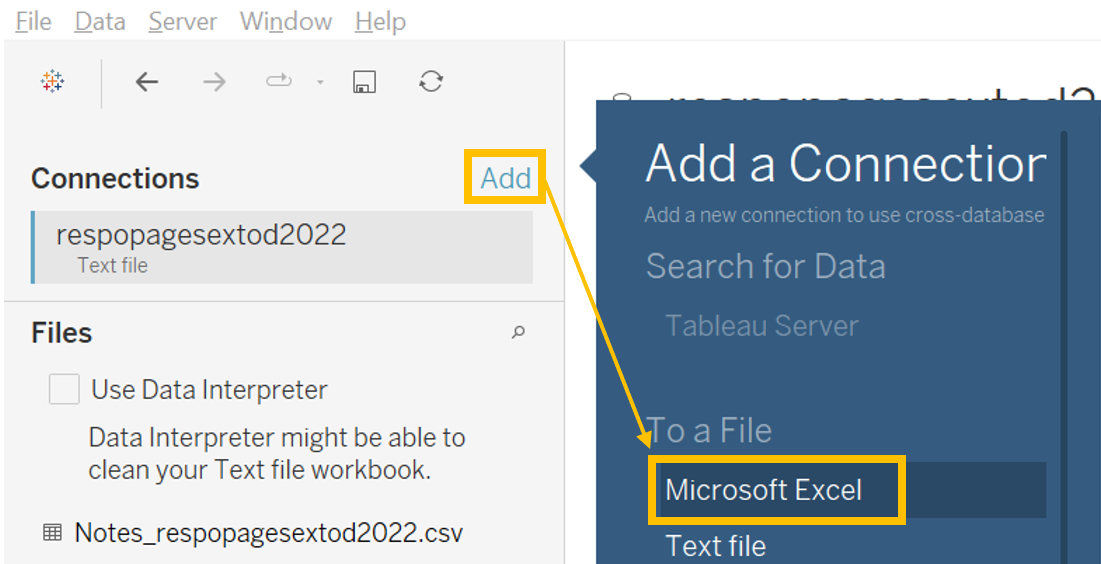 File Data Server Window Help
respopagesextod2
Connections Add
respopagesextod2022
Text file
Files
Use Data Interpreter
Data Interpreter might be able to
clean your Text file workbook.
Notes_respopagesextod2022.csv
Add a Connection
Add a new connection to use cross-database
Search for Data
Tableau Server
To a File
Microsoft Excel
Text file